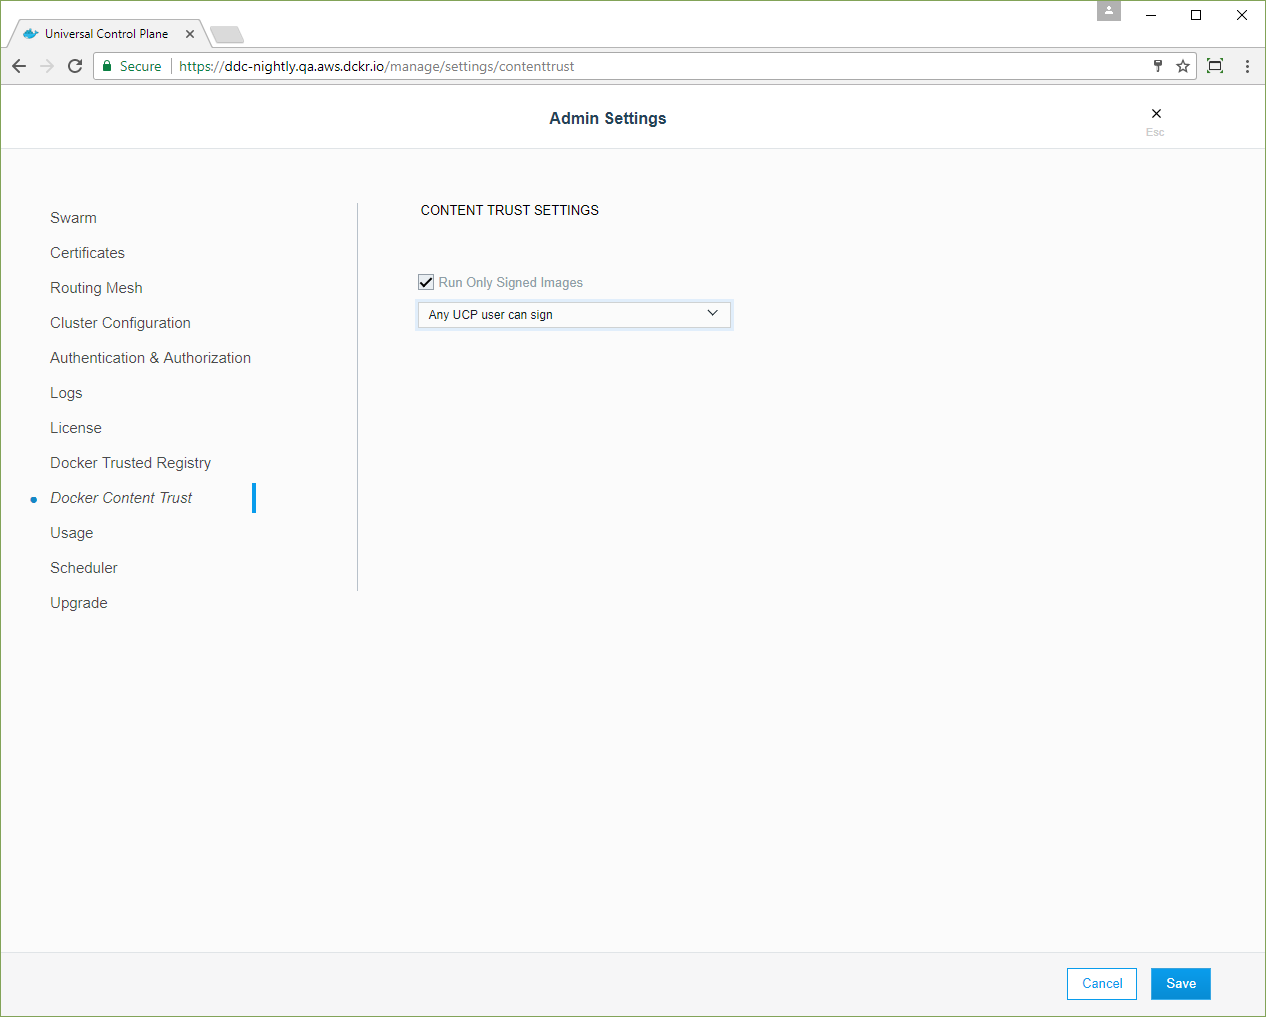 Universal Control Plane
Secure
https://ddc-nightly.qa.aws.dckr.io/manage/settings/contenttrust
Admin Settings
Esc
Swarm
Certificates
Routing Mesh
Cluster Configuration
Authentication & Authorization
Logs
License
Docker Trusted Registry
Docker Content Trust
Usage
Scheduler
Upgrade
CONTENT TRUST SETTINGS
Run Only Signed Images
Any UCP user can sign
Cancel
Save